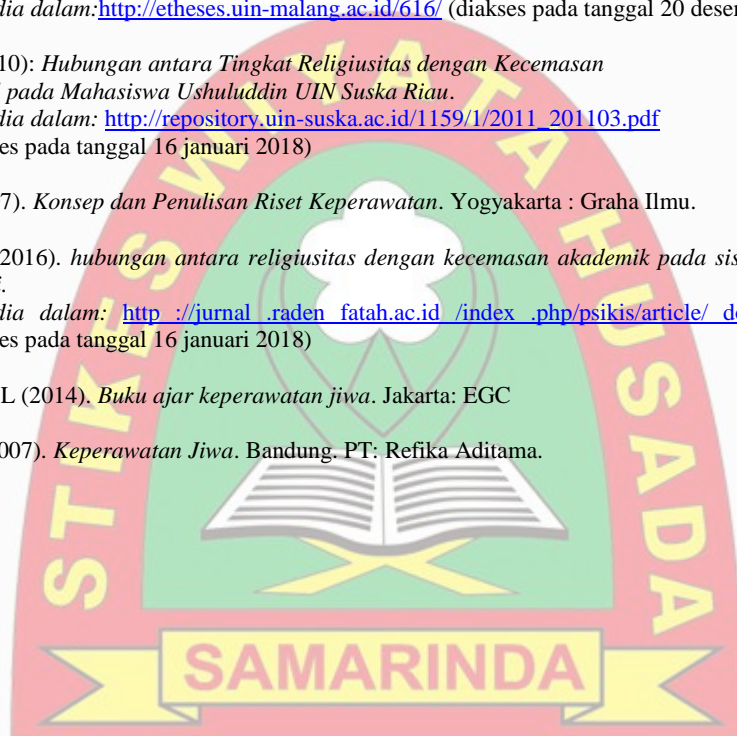 dia dalam:http://etheses.uin-malang.ac.id/616/ (diakses pada tanggal 20 desem
10): Hubungan antara Tingkat Religiusitas dengan Kecemasan
pada Mahasiswa Ushuluddin UIN Suska Riau.
dia dalam: http://repository.uin-suska.ac.id/1159/1/2011_201103.pdf
es pada tanggal 16 januari 2018)
7). Konsep dan Penulisan Riset Keperawatan. Yogyakarta : Graha Ilmu.
2016). hubungan antara religiusitas dengan kecemasan akademik pada sis
dia dalam: http ://jurnal .raden fatah.ac.id /index .php/psikis/article/ do
es pada tanggal 16 januari 2018)
L (2014). Buku ajar keperawatan jiwa. Jakarta: EGC
007). Keperawatan Jiwa. Bandung. PT: Refika Aditama.
STIKES WIYATA HUSADA
SAMARINDA